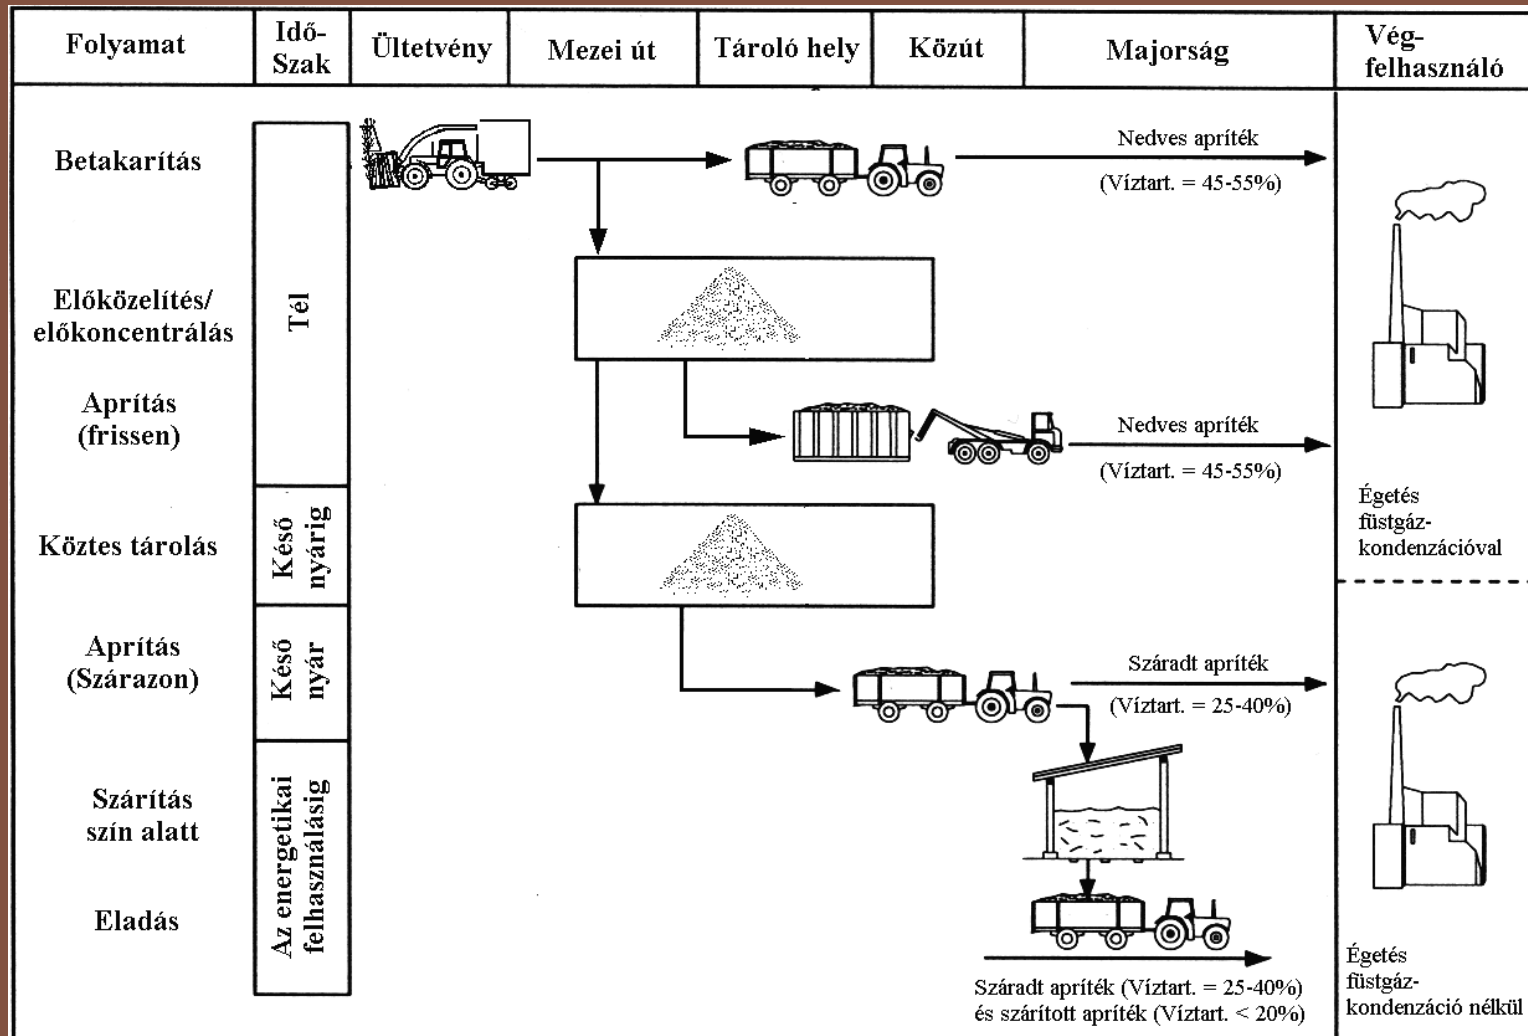 Folyamat
Idő-
Szak
Ültetvény
Mezei út
Tároló hely
Közút
Majorság
Vég-
felhasználó
Betakarítás
Nedves apríték
(Víztart. = 45-55%)
Előközelítés/
előkoncentrálás
Tél
Aprítás
(frissen)
Nedves apríték
(Víztart. = 45-55%)
Égetés
füstgáz-
kondenzációval
Köztes tárolás
Késő
nyárig
Aprítás
(Szárazon)
Késő
nyár
Száradt apríték
(Víztart. = 25-40%)
Szárítás
szín alatt
Az energetikai
felhasználásig
Eladás
Száradt apríték (Víztart. = 25-40%)
és szárított apríték (Víztart. < 20%)
Égetés
füstgáz-
kondenzáció nélkül